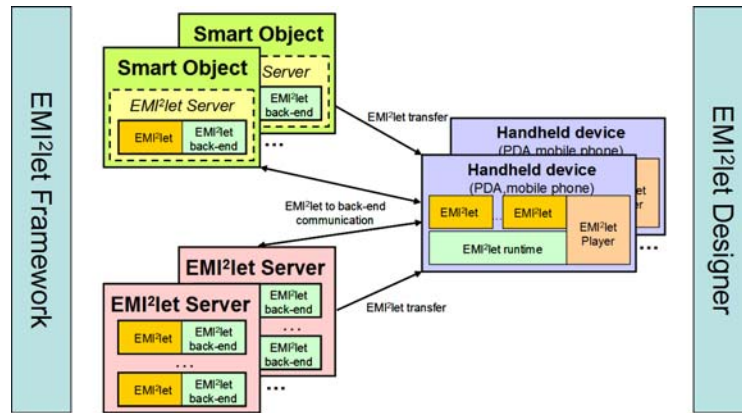 EMI²let Framework
Smart Object
Server
EMI²let
back-end
...
Smart Object
EMI²let Server
EMI²let
EMI²let
back-end
EMI²let transfer
Handheld device
(PDA, mobile phone)
...
Handheld device
(PDA,mobile phone)
EMI²let
...
EMI²let
EMI²let
Player
EMI²let runtime
EMI²let to back-end
communication
EMI²let Server
EMI²let
back-end
...
EMI²let
back-end
...
EMI²let Server
EMI²let
EMI²let
back-end
...
EMI²let
EMI²let
back-end
EMI²let transfer
EMI²let Designer